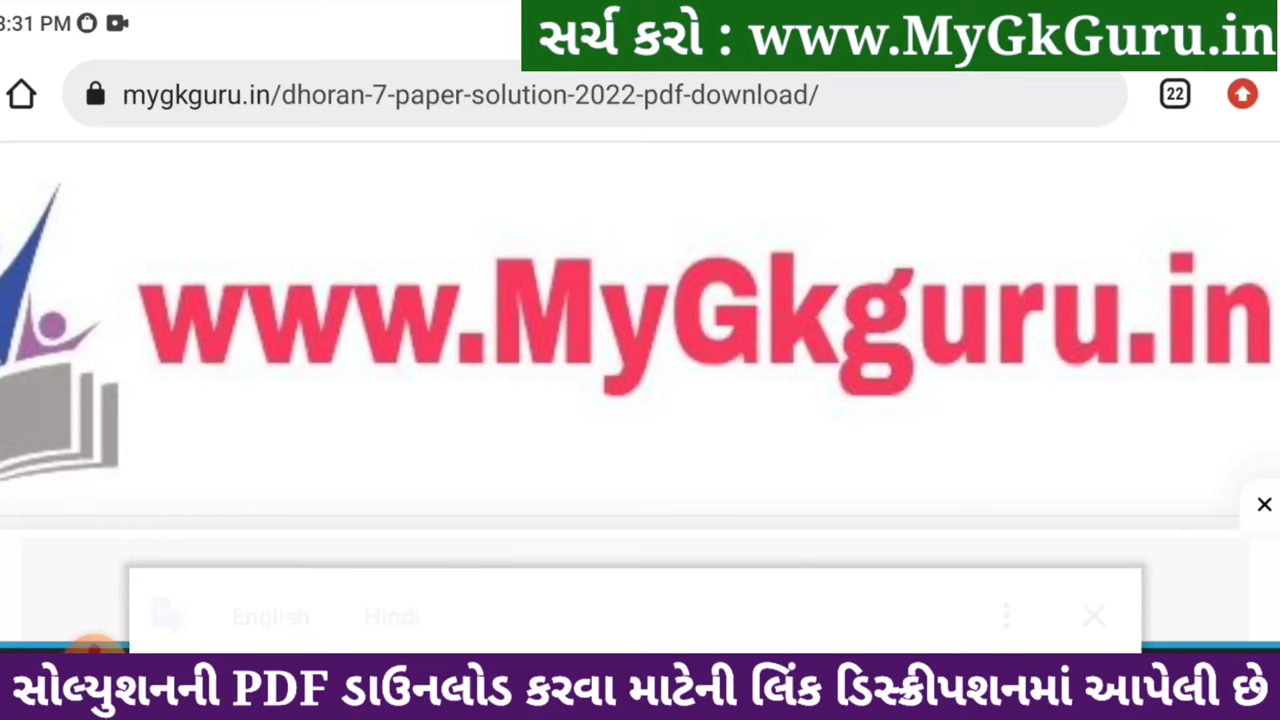 3:31 PM
સર્ચ કરો : www.MyGkGuru.in
mygkguru.in/dhoran-7-paper-solution-2022-pdf-download/
22
www.MyGkguru.in
English Hindi
સોલ્યુશનની PDF ડાઉનલોડ કરવા માટેની લિંક ડિસ્ક્રીપશનમાં આપેલી છે